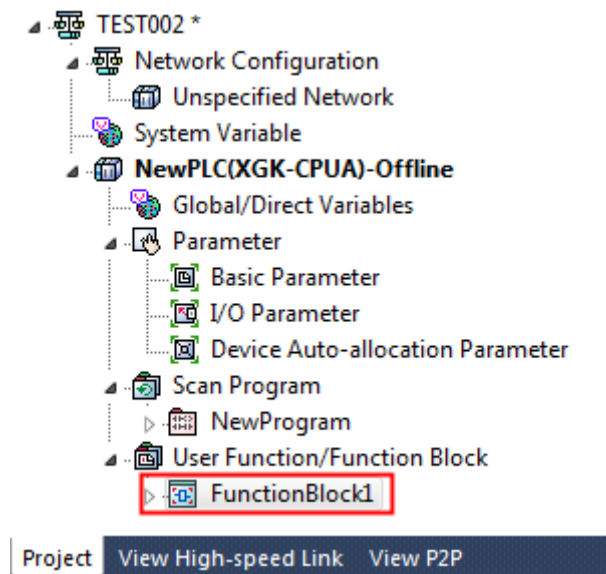 TEST002 *
Network Configuration
Unspecified Network
System Variable
NewPLC(XGK-CPUA)-Offline
Global/Direct Variables
Parameter
Basic Parameter
I/O Parameter
Device Auto-allocation Parameter
Scan Program
NewProgram
User Function/Function Block
FunctionBlock1
Project View High-speed Link View P2P